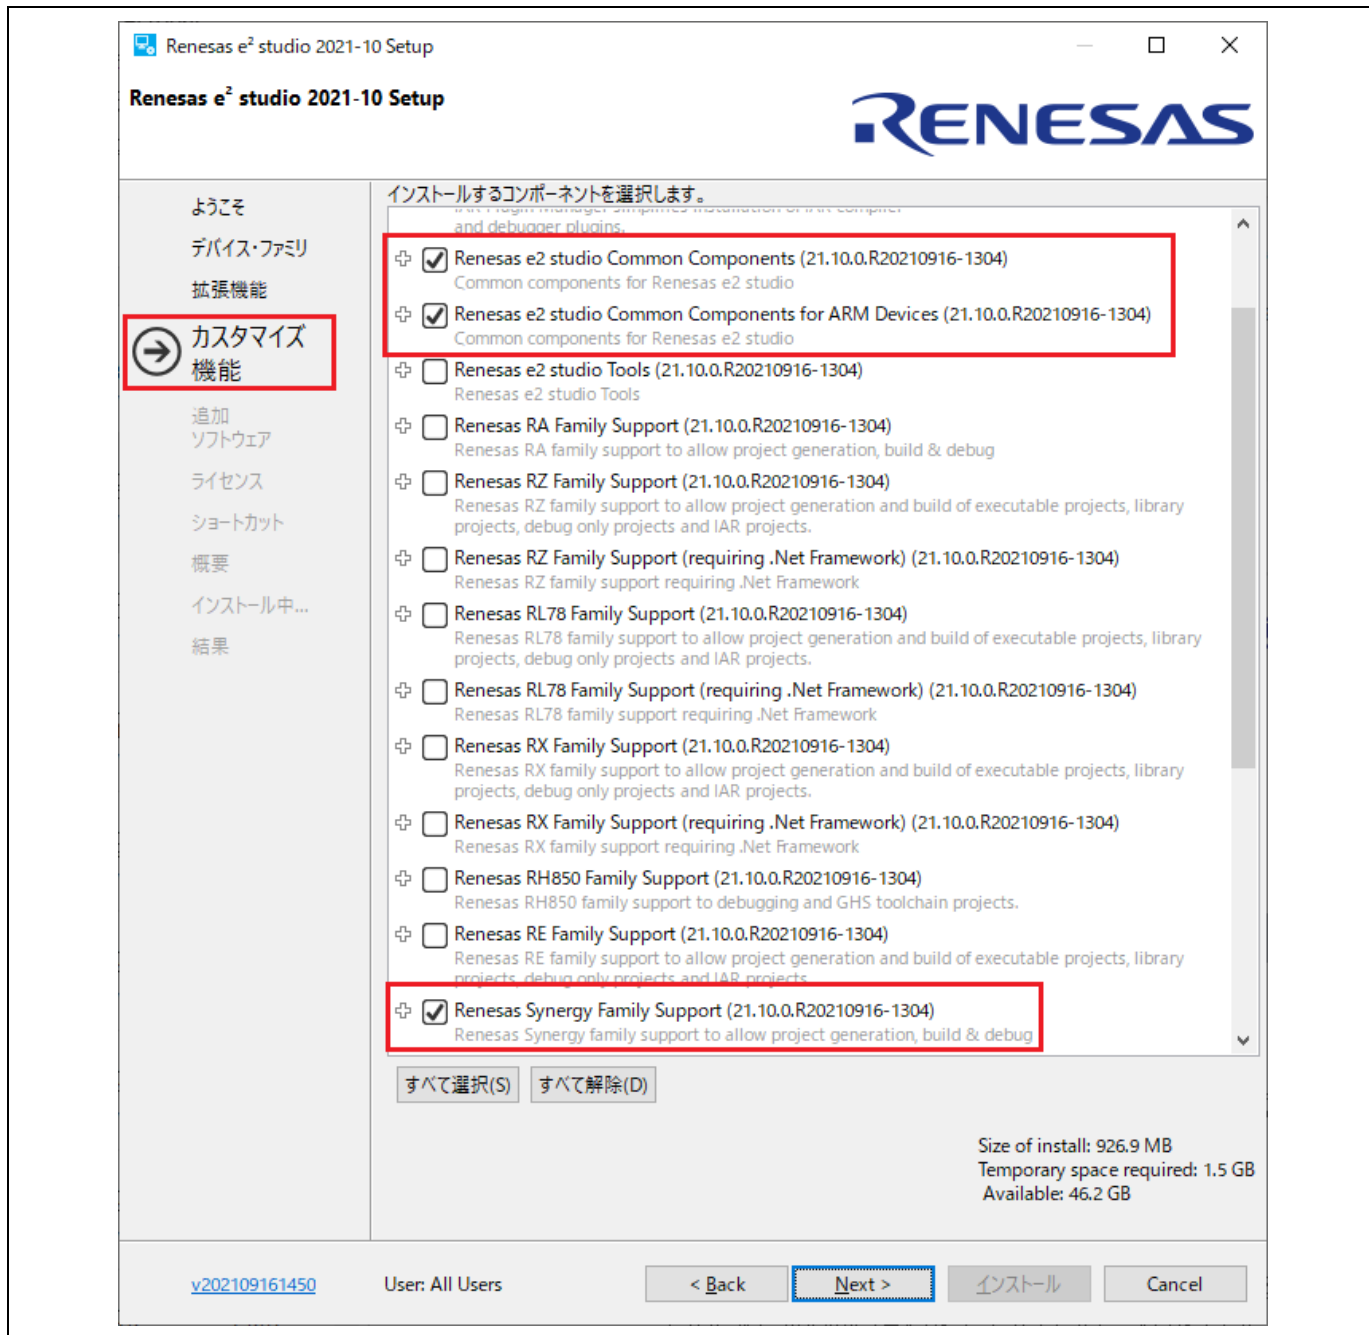 Renesas e² studio 2021-10 Setup
Renesas e² studio 2021-10 Setup
RENESAS
ようこそ
デバイス・ファミリ
拡張機能
カスタマイズ
機能
追加
ソフトウェア
ライセンス
ショートカット
概要
インストール中...
結果
インストールするコンポーネントを選択します。
IAR Plugin Manager simplifies installation of IAR compiler
and debugger plugins.
Renesas e2 studio Common Components (21.10.0.R20210916-1304)
Common components for Renesas e2 studio
Renesas e2 studio Common Components for ARM Devices (21.10.0.R20210916-1304)
Common components for Renesas e2 studio
Renesas e2 studio Tools (21.10.0.R20210916-1304)
Renesas e2 studio Tools
Renesas RA Family Support (21.10.0.R20210916-1304)
Renesas RA family support to allow project generation, build & debug
Renesas RZ Family Support (21.10.0.R20210916-1304)
Renesas RZ family support to allow project generation and build of executable projects, library
projects, debug only projects and IAR projects.
Renesas RZ Family Support (requiring .Net Framework) (21.10.0.R20210916-1304)
Renesas RZ family support requiring .Net Framework
Renesas RL78 Family Support (21.10.0.R20210916-1304)
Renesas RL78 family support to allow project generation and build of executable projects, library
projects, debug only projects and IAR projects.
Renesas RL78 Family Support (requiring .Net Framework) (21.10.0.R20210916-1304)
Renesas RL78 family support requiring .Net Framework
Renesas RX Family Support (21.10.0.R20210916-1304)
Renesas RX family support to allow project generation and build of executable projects, library
projects, debug only projects and IAR projects.
Renesas RX Family Support (requiring .Net Framework) (21.10.0.R20210916-1304)
Renesas RX family support requiring .Net Framework
Renesas RH850 Family Support (21.10.0.R20210916-1304)
Renesas RH850 family support to debugging and GHS toolchain projects.
Renesas RE Family Support (21.10.0.R20210916-1304)
Renesas RE family support to allow project generation and build of executable projects, library
projects, debug only projects and IAR projects.
Renesas Synergy Family Support (21.10.0.R20210916-1304)
Renesas Synergy family support to allow project generation, build & debug
すべて選択(S) すべて解除(D)
Size of install: 926.9 MB
Temporary space required: 1.5 GB
Available: 46.2 GB
v202109161450 User: All Users < Back Next > インストール Cancel